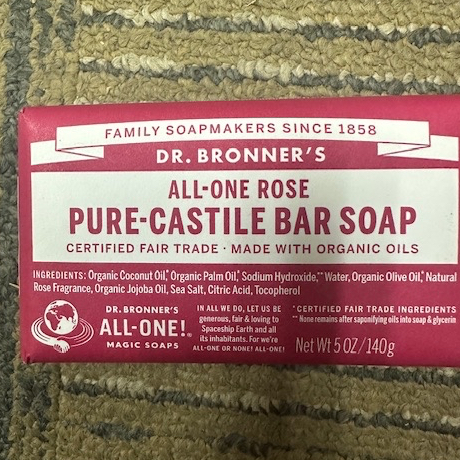 FAMILY SOAPMAKERS SINCE 1858
DR. BRONNER'S
ALL-ONE ROSE
PURE-CASTILE BAR SOAP
CERTIFIED FAIR TRADE · MADE WITH ORGANIC OILS
INGREDIENTS: Organic Coconut Oil,* Organic Palm Oil,* Sodium Hydroxide,** Water, Organic Olive Oil,* Natural
Rose Fragrance, Organic Jojoba Oil, Sea Salt, Citric Acid, Tocopherol
DR. BRONNER'S
ALL-ONE!®
MAGIC SOAPS
IN ALL WE DO, LET US BE
generous, fair & loving to
Spaceship Earth and all
its inhabitants. For we're
ALL-ONE OR NONE! ALL-ONE!
*CERTIFIED FAIR TRADE INGREDIENTS
**None remains after saponifying oils into soap & glycerin
Net Wt 5 OZ/140g